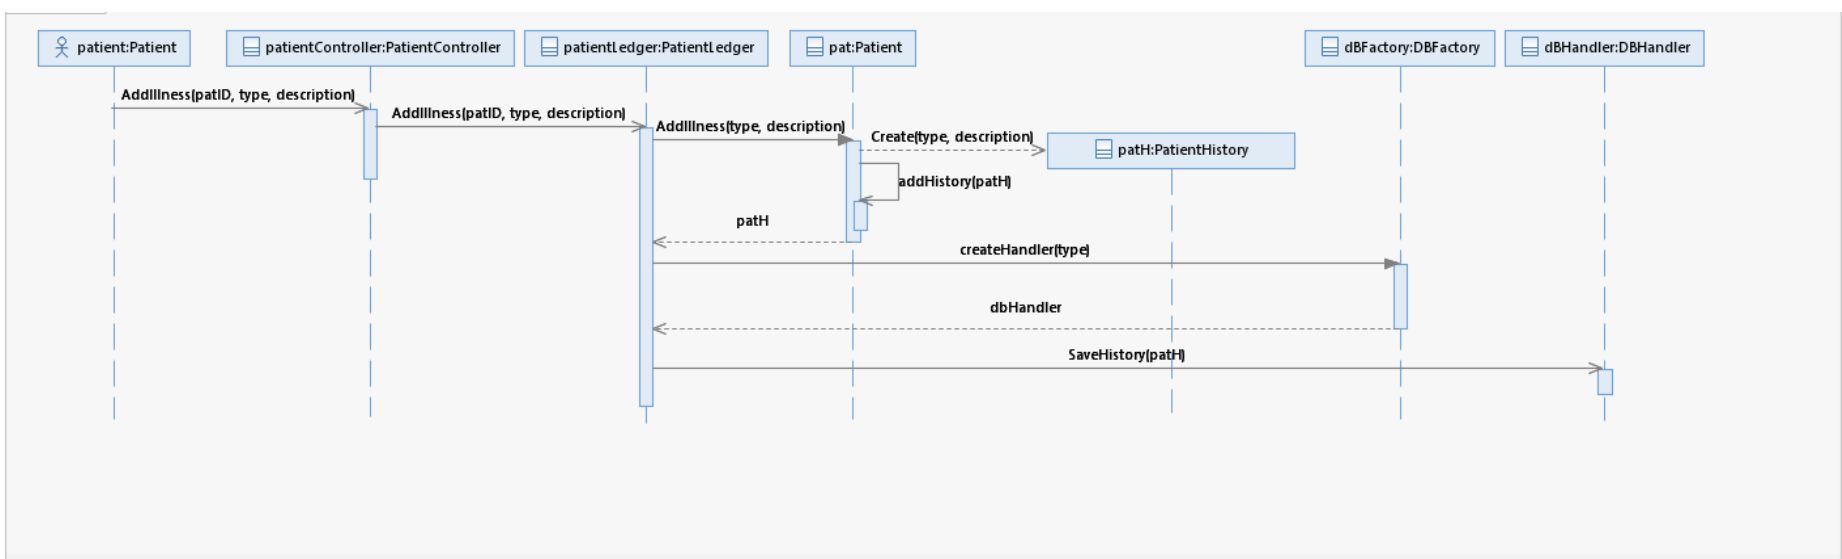 patient:Patient
patientController:PatientController
patientLedger:PatientLedger
pat:Patient
dBFactory:DBFactory
dBHandler:DBHandler
AddIllness(patID, type, description)
AddIllness(patID, type, description)
AddIllness(type, description)
Create(type, description)
patH:PatientHistory
addHistory(patH)
patH
createHandler(type)
dbHandler
SaveHistory(patH)